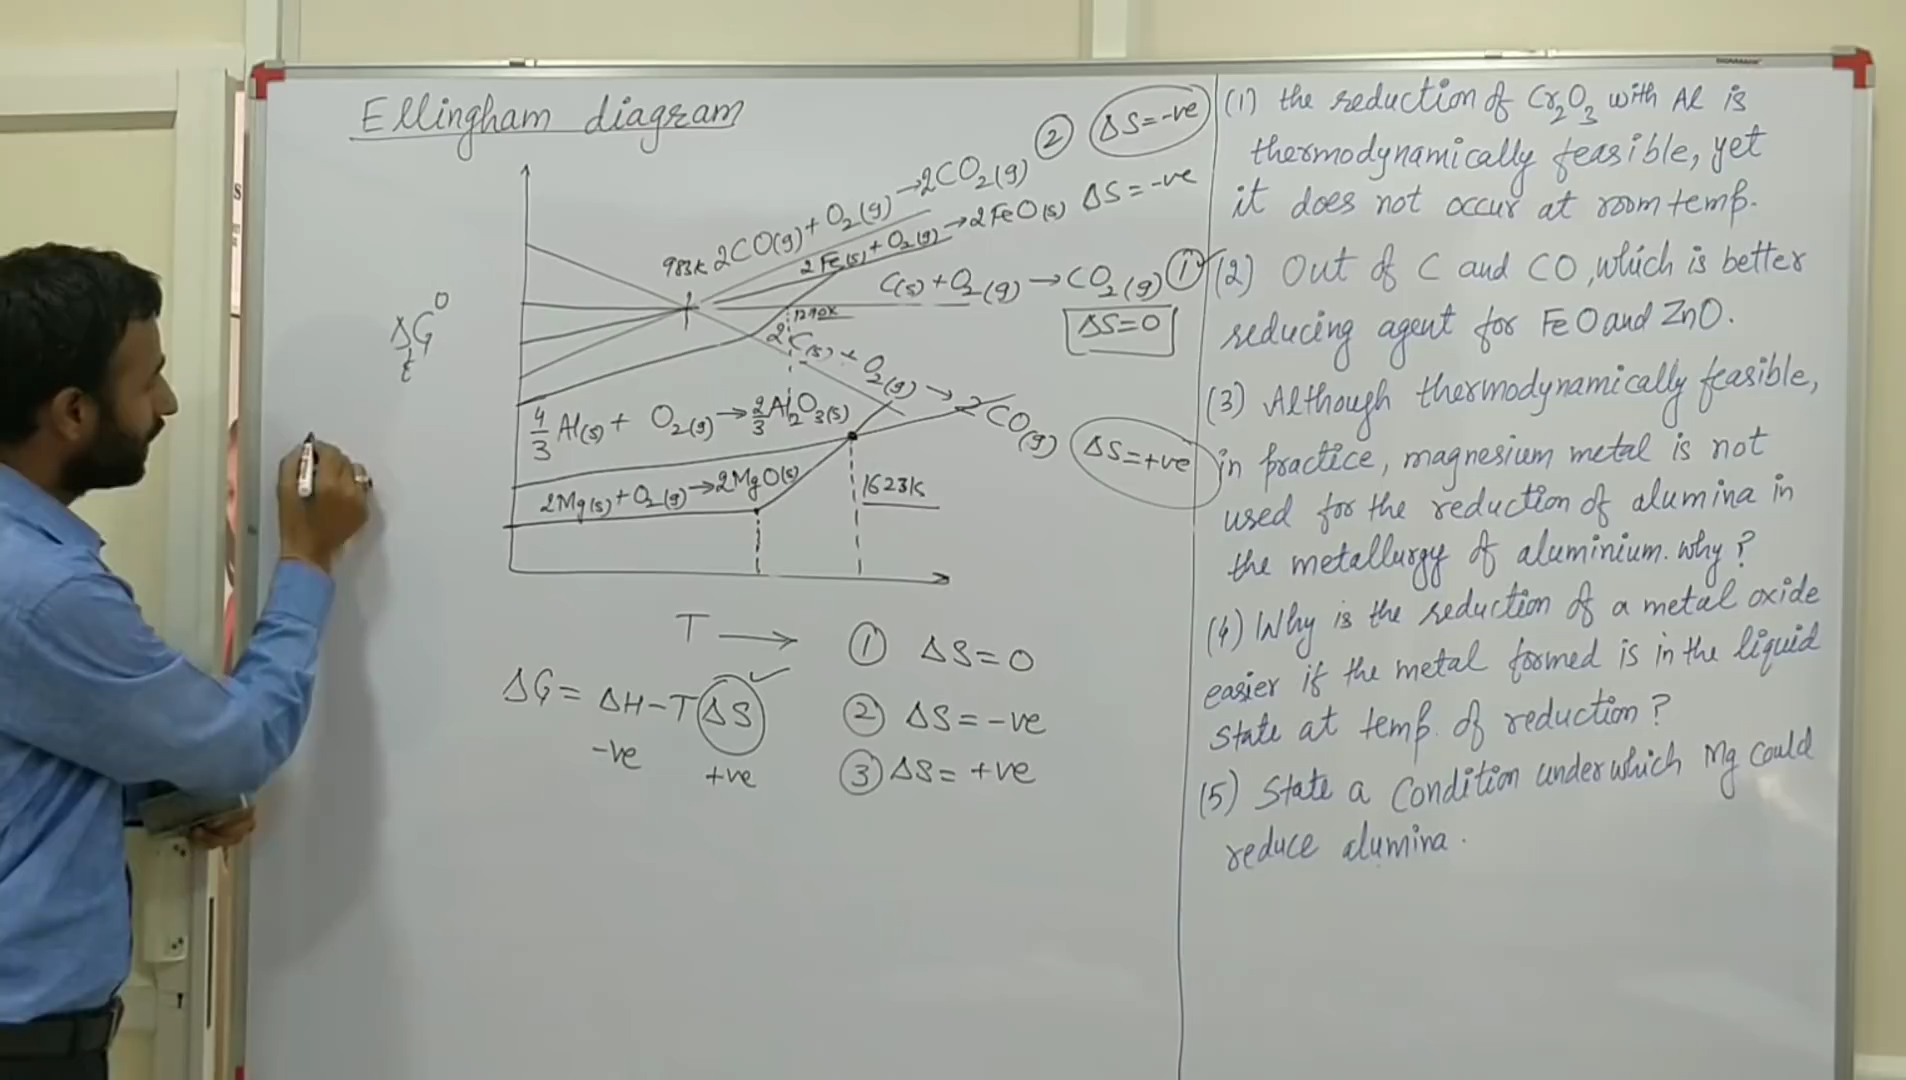 Ellingham diagram
② ΔS=-ve
983K 2CO(g)+O₂(g)→2CO₂(g)
2Fe(s)+O₂(g)→2FeO(s) ΔS=-ve
C(s)+O₂(g)→CO₂(g) ①
ΔS=0
ΔG°
2C(s)+O₂(g)→2CO(g)
ΔS=+ve
4/3 Al(s)+O₂(g)→2/3 Al₂O₃(s)
2Mg(s)+O₂(g)→2MgO(s)
1623K
T→
① ΔS=0
② ΔS=-ve
③ ΔS=+ve
ΔG=ΔH-TΔS
-ve +ve
(1) the reduction of Cr₂O₃ with Al is
thermodynamically feasible, yet
it does not occur at room temp.
(2) Out of C and CO, which is better
reducing agent for FeO and ZnO.
(3) Although thermodynamically feasible,
in practice, magnesium metal is not
used for the reduction of alumina in
the metallurgy of aluminium. why?
(4) Why is the reduction of a metal oxide
easier if the metal formed is in the liquid
state at temp. of reduction?
(5) State a Condition under which Mg could
reduce alumina.